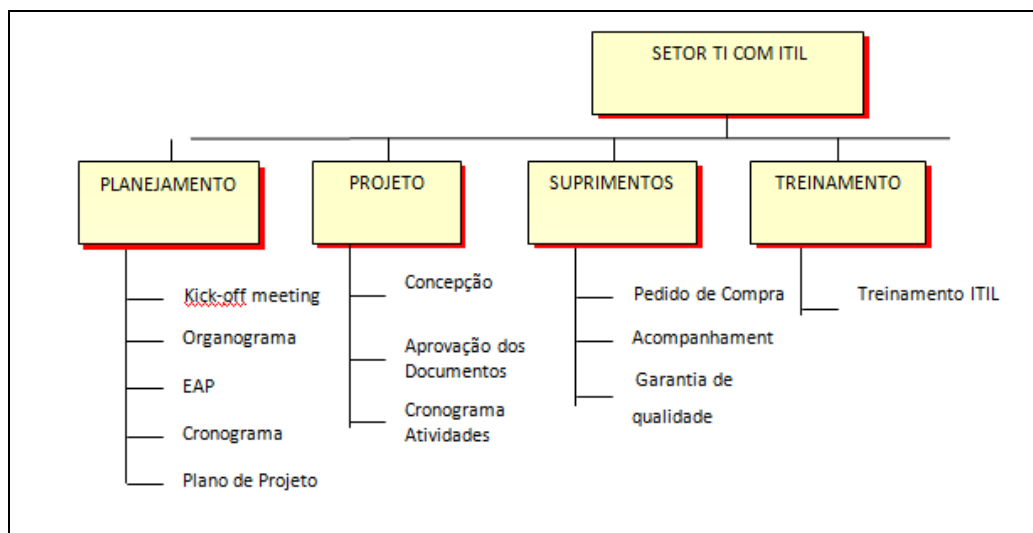 SETOR TI COM ITIL
PLANEJAMENTO
PROJETO
SUPRIMENTOS
TREINAMENTO
Kick-off meeting
Organograma
EAP
Cronograma
Plano de Projeto
Concepção
Aprovação dos
Documentos
Cronograma
Atividades
Pedido de Compra
Acompanhament
Garantia de
qualidade
Treinamento ITIL